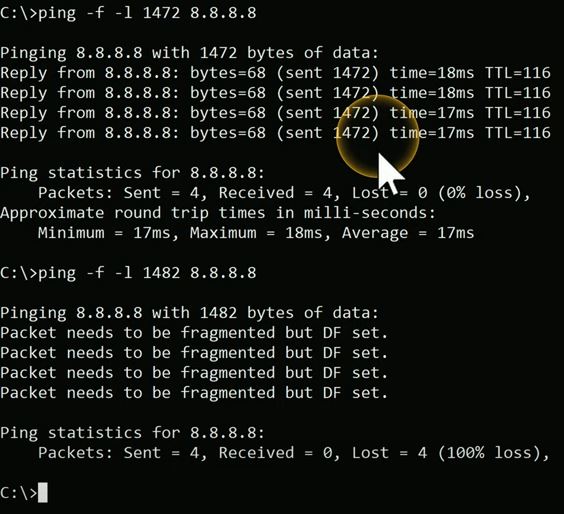 C:\>ping -f -l 1472 8.8.8.8
Pinging 8.8.8.8 with 1472 bytes of data:
Reply from 8.8.8.8: bytes=68 (sent 1472) time=18ms TTL=116
Reply from 8.8.8.8: bytes=68 (sent 1472) time=18ms TTL=116
Reply from 8.8.8.8: bytes=68 (sent 1472) time=17ms TTL=116
Reply from 8.8.8.8: bytes=68 (sent 1472) time=17ms TTL=116
Ping statistics for 8.8.8.8:
    Packets: Sent = 4, Received = 4, Lost = 0 (0% loss),
Approximate round trip times in milli-seconds:
    Minimum = 17ms, Maximum = 18ms, Average = 17ms
C:\>ping -f -l 1482 8.8.8.8
Pinging 8.8.8.8 with 1482 bytes of data:
Packet needs to be fragmented but DF set.
Packet needs to be fragmented but DF set.
Packet needs to be fragmented but DF set.
Packet needs to be fragmented but DF set.
Ping statistics for 8.8.8.8:
    Packets: Sent = 4, Received = 0, Lost = 4 (100% loss),
C:\>